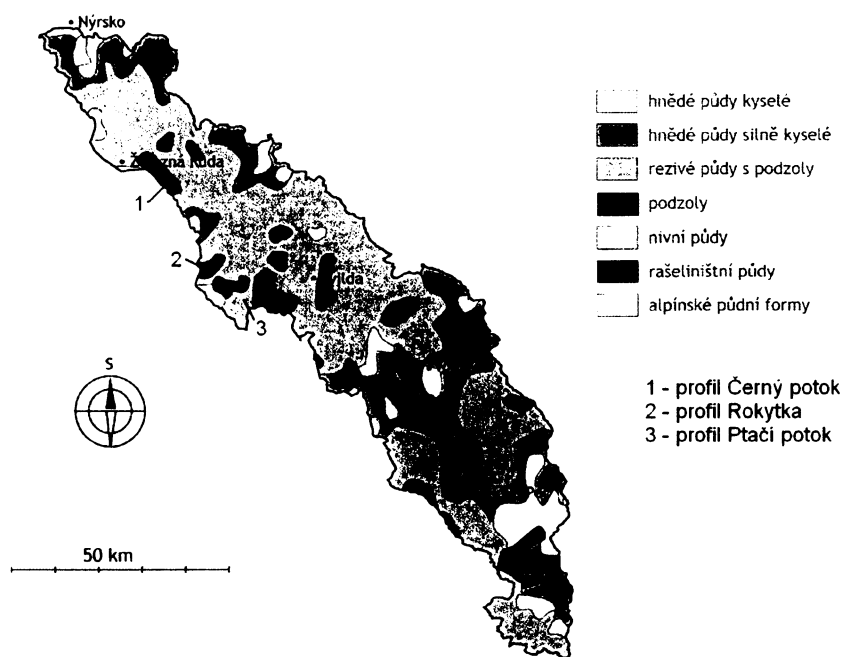 Nýrsko
Železná Ruda
1
2
3
S
50 km
hnědé půdy kyselé
hnědé půdy silně kyselé
rezivé půdy s podzoly
podzoly
nivní půdy
rašeliništní půdy
alpínské půdní formy
1 - profil Černý potok
2 - profil Rokytka
3 - profil Ptačí potok